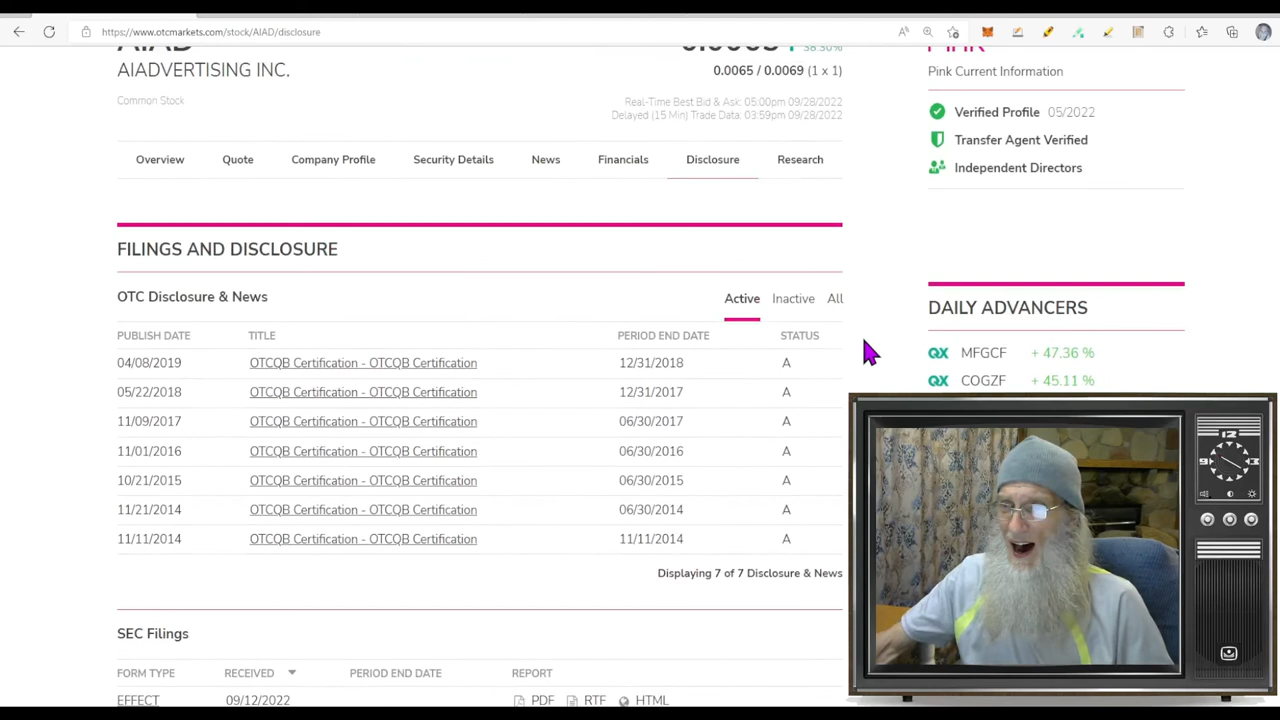 https://www.otcmarkets.com/stock/AIAD/disclosure
AIAD
38.30%
AIADVERTISING INC.
0.0065 / 0.0069 (1 x 1)
Common Stock
Real-Time Best Bid & Ask: 05:00pm 09/28/2022
Delayed (15 Min) Trade Data: 03:59pm 09/28/2022
Overview Quote Company Profile Security Details News Financials Disclosure Research
PINK
Pink Current Information
Verified Profile 05/2022
Transfer Agent Verified
Independent Directors
FILINGS AND DISCLOSURE
OTC Disclosure & News
Active Inactive All
PUBLISH DATE TITLE PERIOD END DATE STATUS
04/08/2019 OTCQB Certification - OTCQB Certification 12/31/2018 A
05/22/2018 OTCQB Certification - OTCQB Certification 12/31/2017 A
11/09/2017 OTCQB Certification - OTCQB Certification 06/30/2017 A
11/01/2016 OTCQB Certification - OTCQB Certification 06/30/2016 A
10/21/2015 OTCQB Certification - OTCQB Certification 06/30/2015 A
11/21/2014 OTCQB Certification - OTCQB Certification 06/30/2014 A
11/11/2014 OTCQB Certification - OTCQB Certification 11/11/2014 A
Displaying 7 of 7 Disclosure & News
SEC Filings
FORM TYPE RECEIVED PERIOD END DATE REPORT
EFFECT 09/12/2022 PDF RTF HTML
DAILY ADVANCERS
QX MFGCF + 47.36 %
QX COGZF + 45.11 %
12
9 3